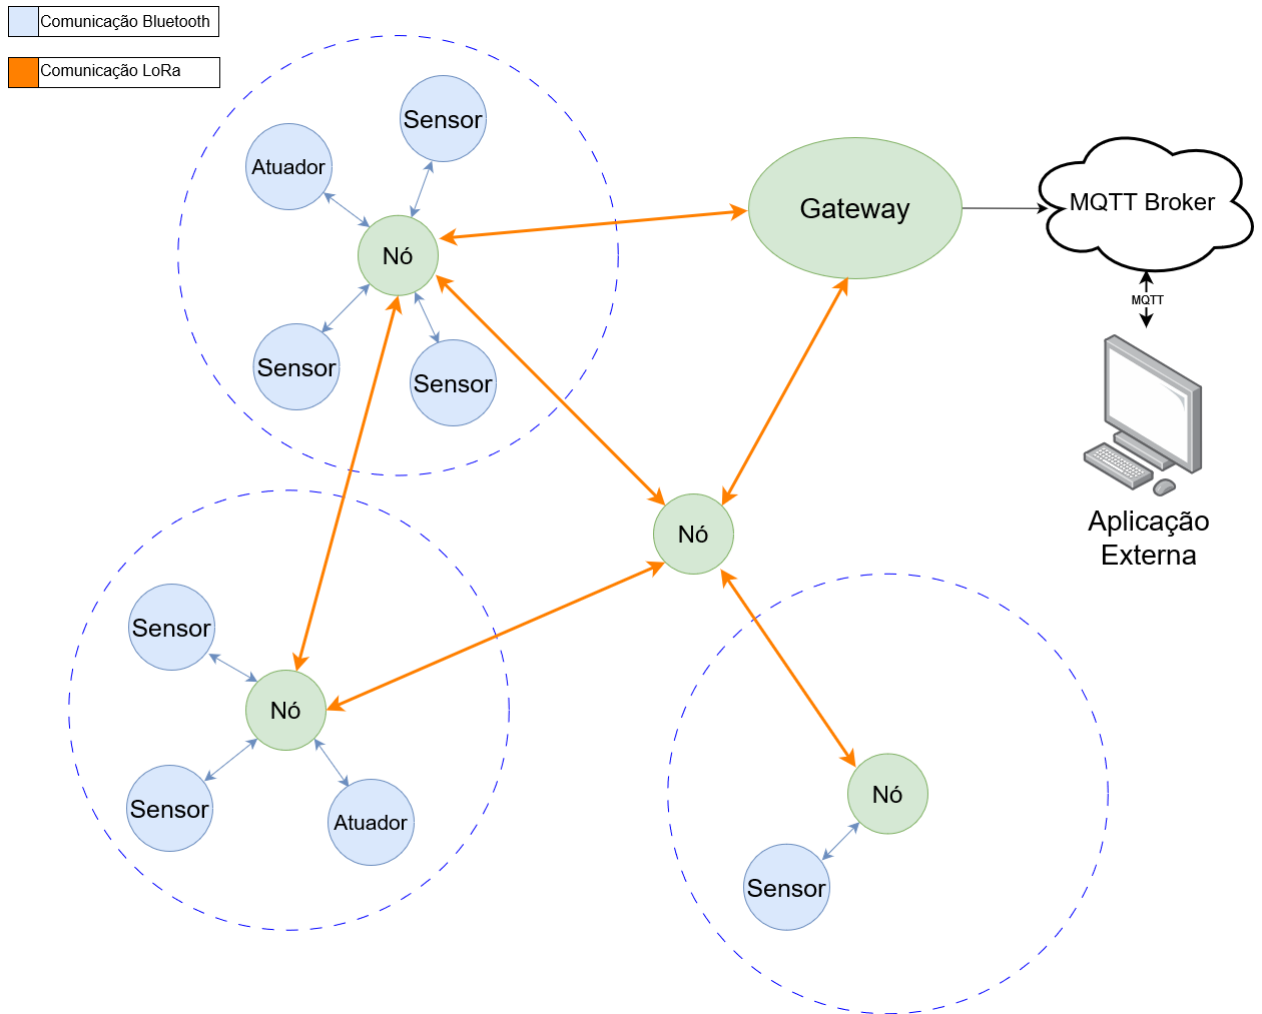 Comunicação Bluetooth
Comunicação LoRa
Sensor
Atuador
Nó
Sensor
Sensor
Gateway
MQTT Broker
MQTT
Aplicação
Externa
Nó
Sensor
Nó
Sensor
Atuador
Nó
Sensor